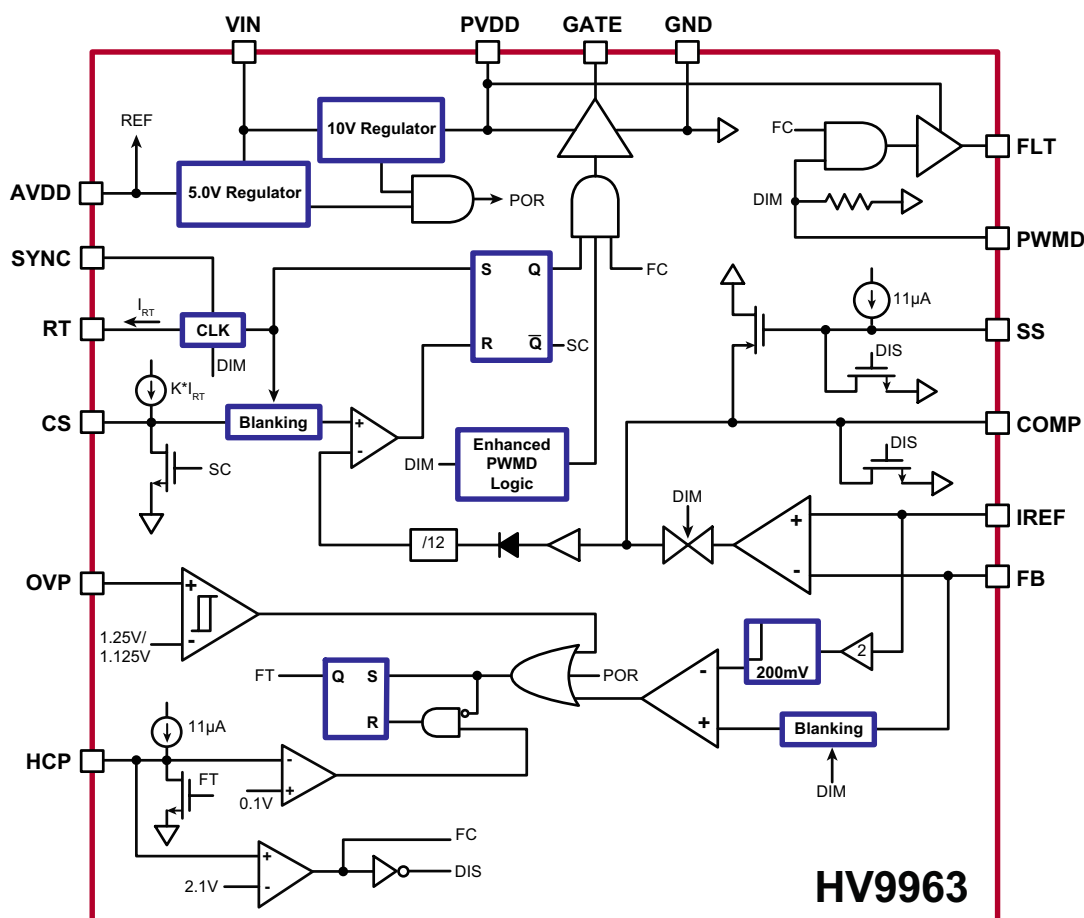 VIN
PVDD
GATE
GND
REF
10V Regulator
FC
FLT
AVDD
5.0V Regulator
POR
DIM
PWMD
SYNC
S
Q
FC
11µA
I_RT
RT
CLK
SS
R
Q̅
SC
DIM
DIS
K*I_RT
CS
Blanking
+
-
COMP
Enhanced
PWMD
Logic
DIM
DIS
SC
DIM
/12
+
-
IREF
FB
OVP
+
-
1.25V/
1.125V
200mV
2
FT
Q
S
R
POR
-
+
Blanking
DIM
11µA
HCP
FT
-
+
0.1V
FC
+
-
2.1V
DIS
HV9963